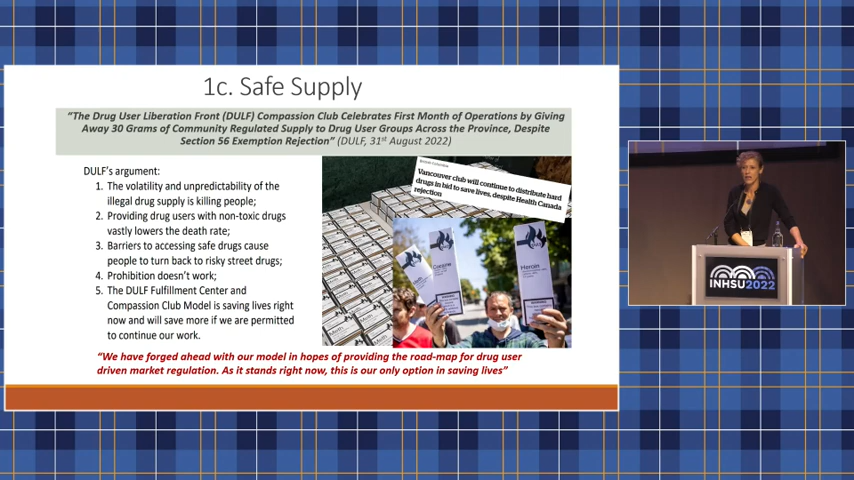 1c. Safe Supply
"The Drug User Liberation Front (DULF) Compassion Club Celebrates First Month of Operations by Giving
Away 30 Grams of Community Regulated Supply to Drug User Groups Across the Province, Despite
Section 56 Exemption Rejection" (DULF, 31st August 2022)
DULF's argument:
1. The volatility and unpredictability of the
illegal drug supply is killing people;
2. Providing drug users with non-toxic drugs
vastly lowers the death rate;
3. Barriers to accessing safe drugs cause
people to turn back to risky street drugs;
4. Prohibition doesn't work;
5. The DULF Fulfillment Center and
Compassion Club Model is saving lives right
now and will save more if we are permitted
to continue our work.
Vancouver club will continue to distribute hard
drugs in bid to save lives, despite Health Canada
rejection
Cocaine
Heroin
Meth
"We have forged ahead with our model in hopes of providing the road-map for drug user
driven market regulation. As it stands right now, this is our only option in saving lives"
INHSU2022